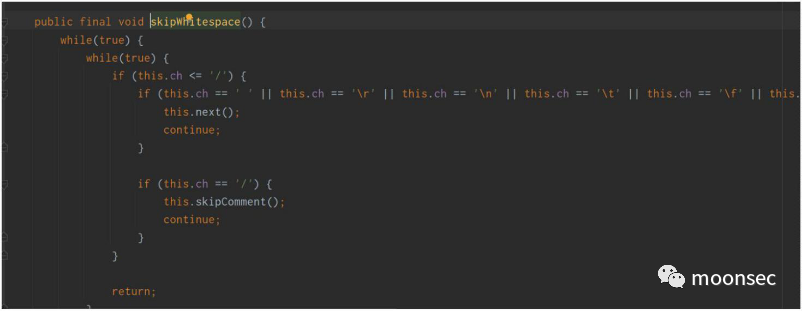 public final void skipWhitespace() {
while(true) {
while(true) {
if (this.ch <= '/') {
if (this.ch == ' ' || this.ch == '\r' || this.ch == '\n' || this.ch == '\t' || this.ch == '\f' || this.
this.next();
continue;
}
if (this.ch == '/') {
this.skipComment();
continue;
}
}
return;
}
moonsec